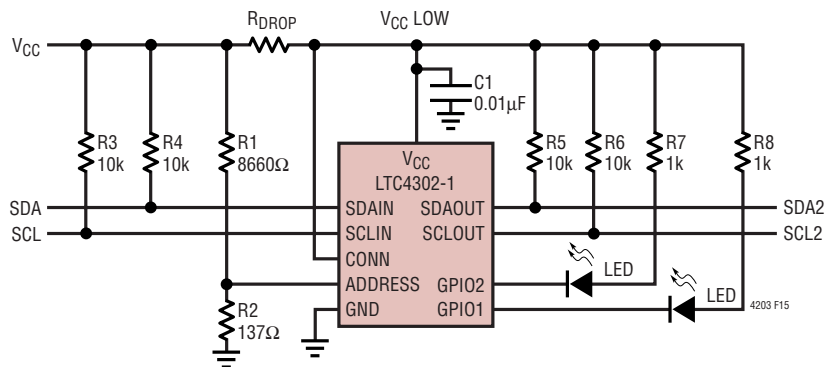 RDROP
VCC
VCC LOW
C1
0.01µF
R3
10k
R4
10k
R1
8660Ω
R5
10k
R6
10k
R7
1k
R8
1k
VCC
LTC4302-1
SDA
SDAIN
SDAOUT
SDA2
SCL
SCLIN
SCLOUT
SCL2
CONN
LED
ADDRESS
GPIO2
LED
R2
137Ω
GND
GPIO1
4203 F15